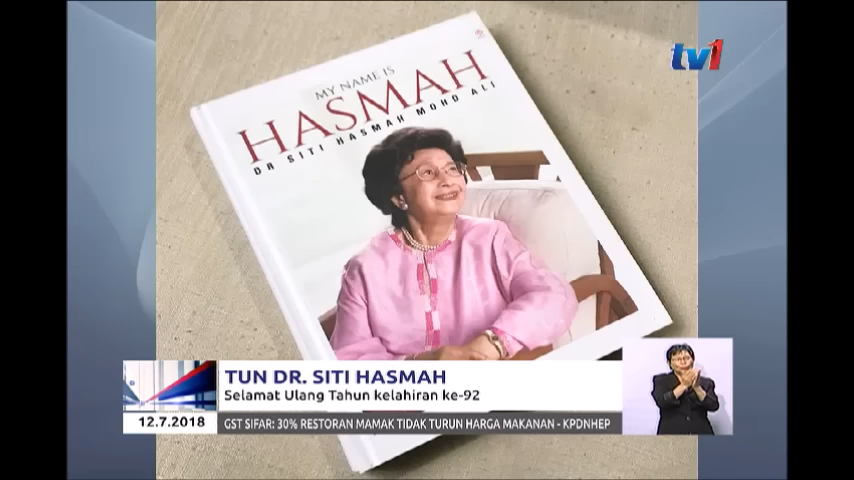 tv1
MY NAME IS
HASMAH
DR SITI HASMAH MOHD ALI
TUN DR. SITI HASMAH
Selamat Ulang Tahun kelahiran ke-92
12.7.2018
GST SIFAR: 30% RESTORAN MAMAK TIDAK TURUN HARGA MAKANAN - KPDNHEP